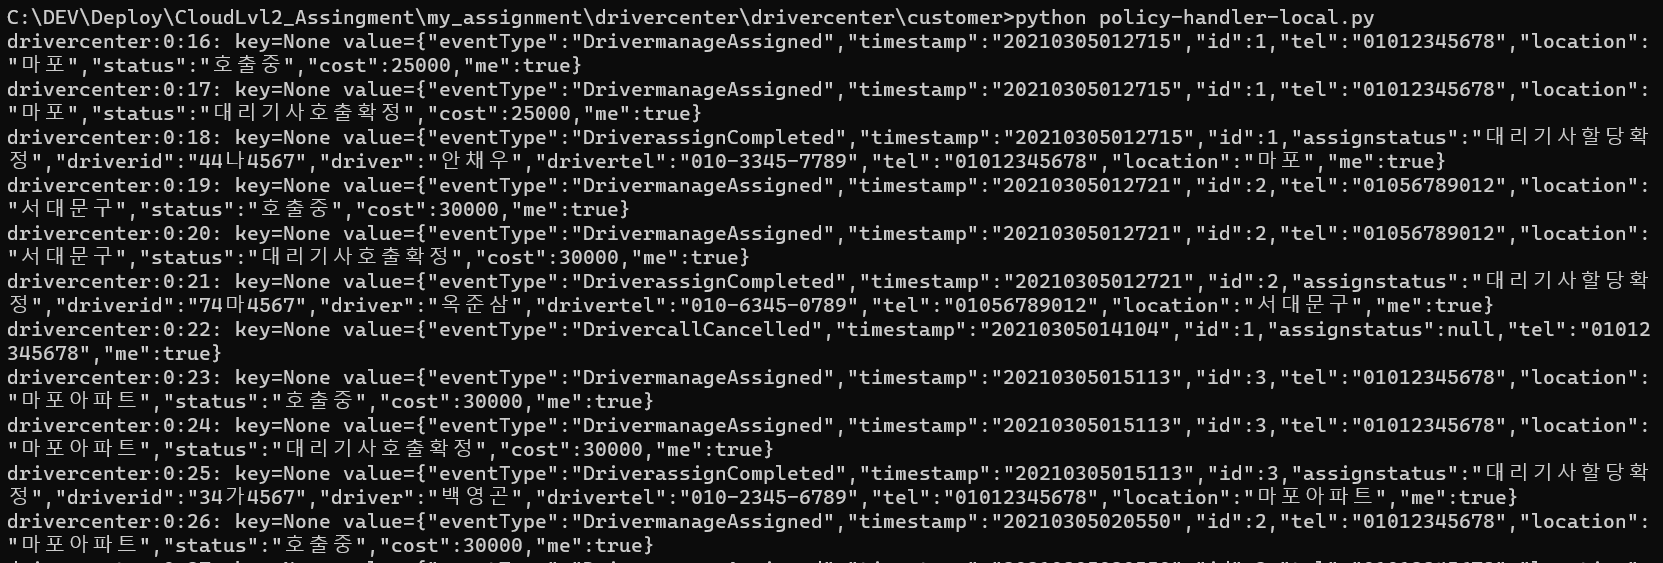 C:\DEV\Deploy\CloudLvl2_Assingment\my_assignment\drivercenter\drivercenter\customer>python policy-handler-local.py
drivercenter:0:16: key=None value={"eventType":"DrivermanageAssigned","timestamp":"20210305012715","id":1,"tel":"01012345678","location":
"마포","status":"호출중","cost":25000,"me":true}
drivercenter:0:17: key=None value={"eventType":"DrivermanageAssigned","timestamp":"20210305012715","id":1,"tel":"01012345678","location":
"마포","status":"대리기사호출확정","cost":25000,"me":true}
drivercenter:0:18: key=None value={"eventType":"DriverassignCompleted","timestamp":"20210305012715","id":1,"assignstatus":"대리기사할당확
정","driverid":"44나4567","driver":"안채우","drivertel":"010-3345-7789","tel":"01012345678","location":"마포","me":true}
drivercenter:0:19: key=None value={"eventType":"DrivermanageAssigned","timestamp":"20210305012721","id":2,"tel":"01056789012","location":
"서대문구","status":"호출중","cost":30000,"me":true}
drivercenter:0:20: key=None value={"eventType":"DrivermanageAssigned","timestamp":"20210305012721","id":2,"tel":"01056789012","location":
"서대문구","status":"대리기사호출확정","cost":30000,"me":true}
drivercenter:0:21: key=None value={"eventType":"DriverassignCompleted","timestamp":"20210305012721","id":2,"assignstatus":"대리기사할당확
정","driverid":"74마4567","driver":"옥준삼","drivertel":"010-6345-0789","tel":"01056789012","location":"서대문구","me":true}
drivercenter:0:22: key=None value={"eventType":"DrivercallCancelled","timestamp":"20210305014104","id":1,"assignstatus":null,"tel":"01012
345678","me":true}
drivercenter:0:23: key=None value={"eventType":"DrivermanageAssigned","timestamp":"20210305015113","id":3,"tel":"01012345678","location":
"마포아파트","status":"호출중","cost":30000,"me":true}
drivercenter:0:24: key=None value={"eventType":"DrivermanageAssigned","timestamp":"20210305015113","id":3,"tel":"01012345678","location":
"마포아파트","status":"대리기사호출확정","cost":30000,"me":true}
drivercenter:0:25: key=None value={"eventType":"DriverassignCompleted","timestamp":"20210305015113","id":3,"assignstatus":"대리기사할당확
정","driverid":"34가4567","driver":"백영곤","drivertel":"010-2345-6789","tel":"01012345678","location":"마포아파트","me":true}
drivercenter:0:26: key=None value={"eventType":"DrivermanageAssigned","timestamp":"20210305020550","id":2,"tel":"01012345678","location":
"마포아파트","status":"호출중","cost":30000,"me":true}